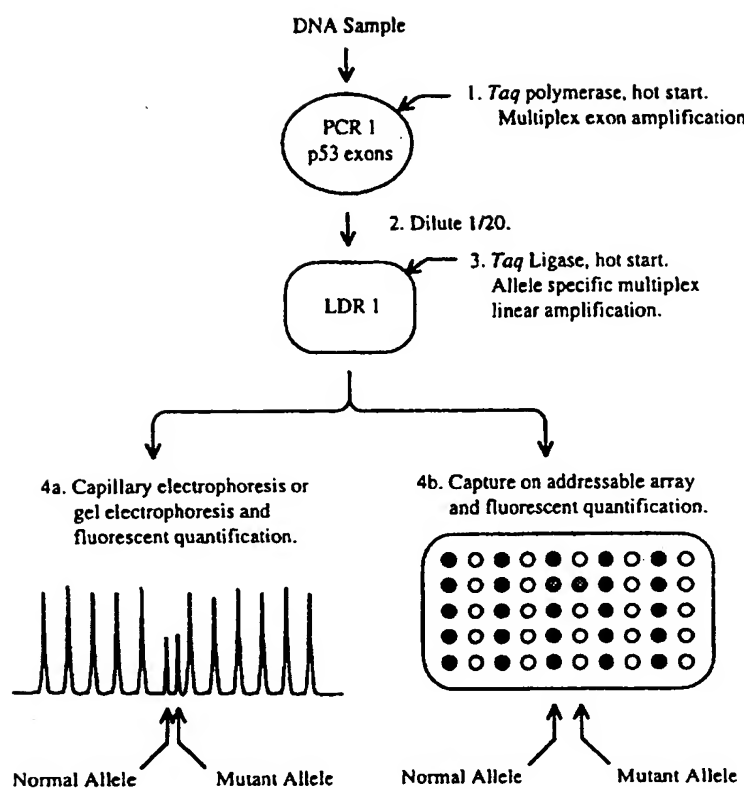 DNA Sample
1. Taq polymerase, hot start.
Multiplex exon amplification
PCR 1
p53 exons
2. Dilute 1/20.
3. Taq Ligase, hot start.
Allele specific multiplex
linear amplification.
LDR 1
4a. Capillary electrophoresis or
gel electrophoresis and
fluorescent quantification.
4b. Capture on addressable array
and fluorescent quantification.
Normal Allele
Mutant Allele
Normal Allele
Mutant Allele